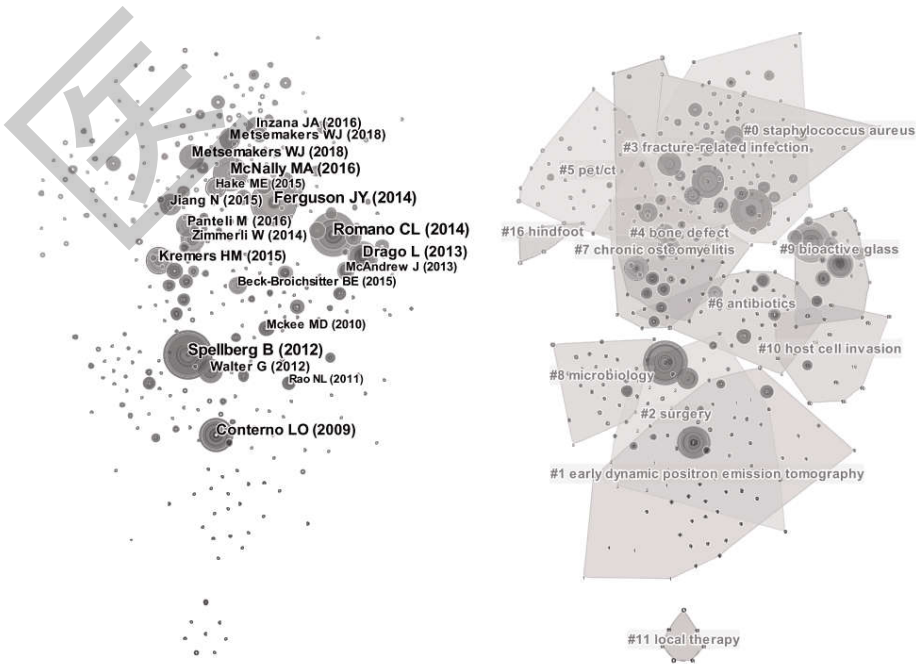 医
Inzana JA (2016)
Metsemakers WJ (2018)
Metsemakers WJ (2018)
McNally MA (2016)
Hake ME (2015)
Ferguson JY (2014)
Jiang N (2015)
Panteli M (2016)
Zimmerli W (2014)
Romano CL (2014)
Kremers HM (2015)
Drago L (2013)
McAndrew J (2013)
Beck-Broichsitter BE (2015)
Mckee MD (2010)
Spellberg B (2012)
Walter G (2012)
Rao NL (2011)
Conterno LO (2009)
#0 staphylococcus aureus
#3 fracture-related infection
#5 pet/ct
#16 hindfoot
#4 bone defect
#7 chronic osteomyelitis
#9 bioactive glass
#6 antibiotics
#10 host cell invasion
#8 microbiology
#2 surgery
#1 early dynamic positron emission tomography
#11 local therapy